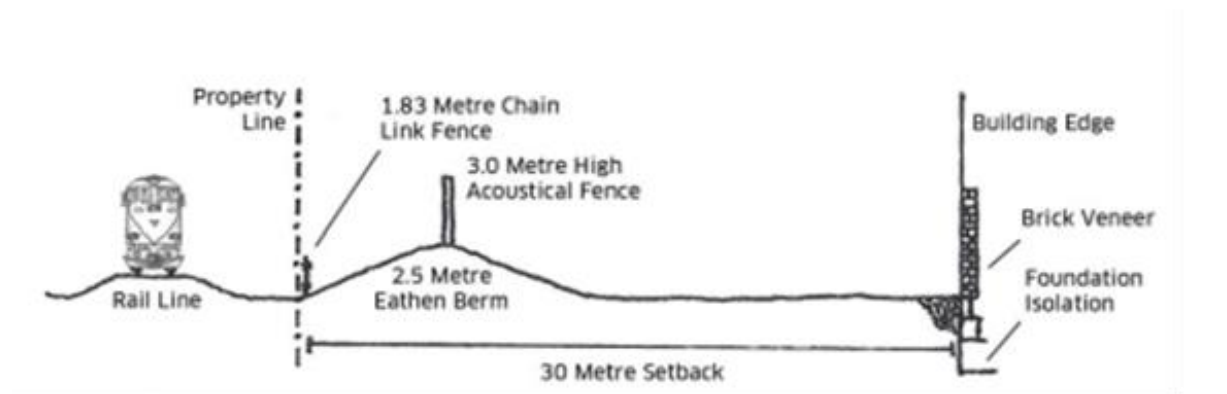 Property
Line
1.83 Metre Chain
Link Fence
3.0 Metre High
Acoustical Fence
Building Edge
Brick Veneer
Foundation
Isolation
2.5 Metre
Eathen Berm
Rail Line
30 Metre Setback